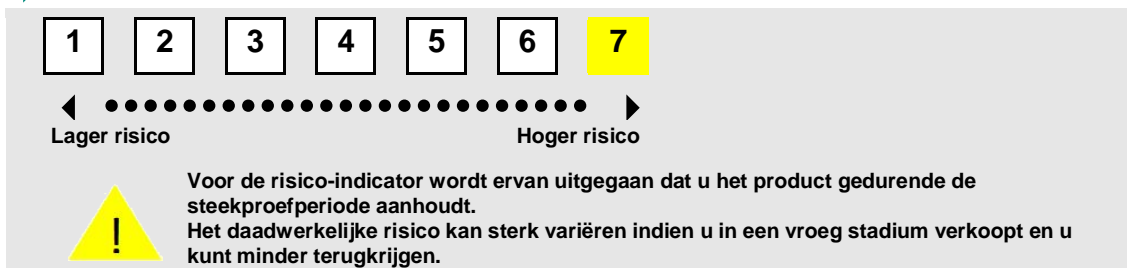 1 2 3 4 5 6 7
Lager risico Hoger risico
!
Voor de risico-indicator wordt ervan uitgegaan dat u het product gedurende de
steekproefperiode aanhoudt.
Het daadwerkelijke risico kan sterk variëren indien u in een vroeg stadium verkoopt en u
kunt minder terugkrijgen.